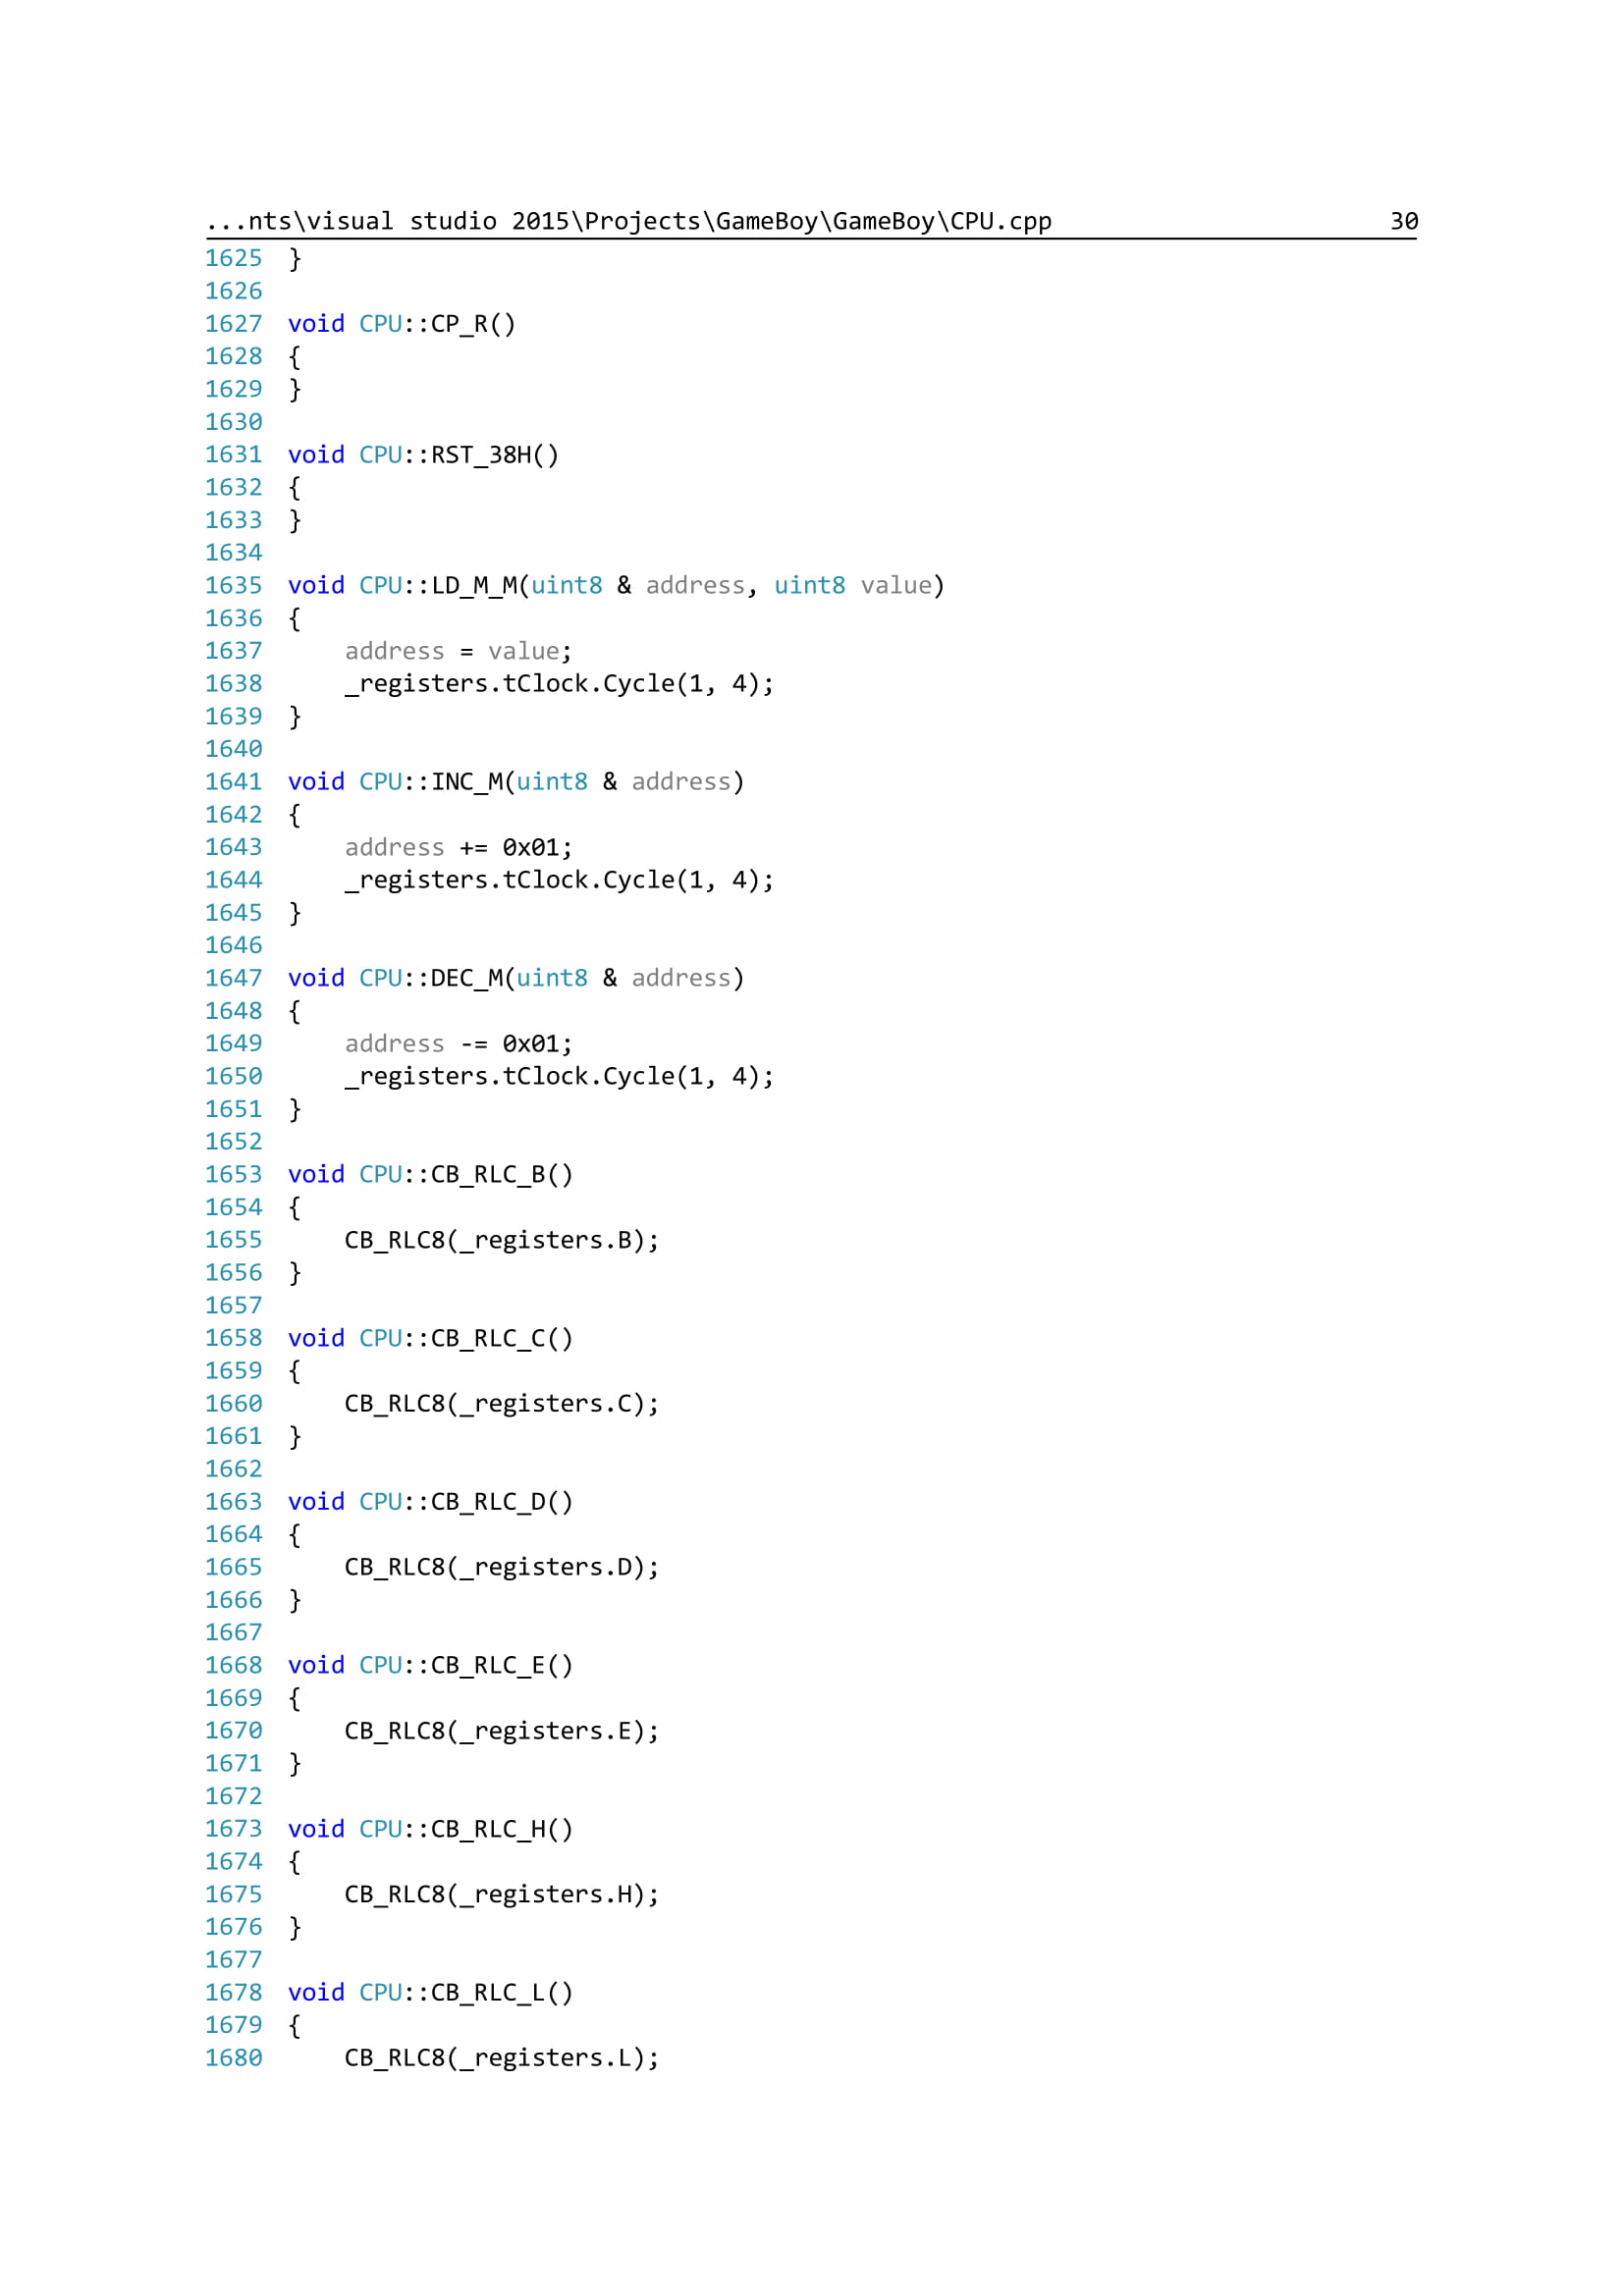 ...nts\visual studio 2015\Projects\GameBoy\GameBoy\CPU.cpp 30
1625 }
1626
1627 void CPU::CP_R()
1628 {
1629 }
1630
1631 void CPU::RST_38H()
1632 {
1633 }
1634
1635 void CPU::LD_M_M(uint8 & address, uint8 value)
1636 {
1637     address = value;
1638     _registers.tClock.Cycle(1, 4);
1639 }
1640
1641 void CPU::INC_M(uint8 & address)
1642 {
1643     address += 0x01;
1644     _registers.tClock.Cycle(1, 4);
1645 }
1646
1647 void CPU::DEC_M(uint8 & address)
1648 {
1649     address -= 0x01;
1650     _registers.tClock.Cycle(1, 4);
1651 }
1652
1653 void CPU::CB_RLC_B()
1654 {
1655     CB_RLC8(_registers.B);
1656 }
1657
1658 void CPU::CB_RLC_C()
1659 {
1660     CB_RLC8(_registers.C);
1661 }
1662
1663 void CPU::CB_RLC_D()
1664 {
1665     CB_RLC8(_registers.D);
1666 }
1667
1668 void CPU::CB_RLC_E()
1669 {
1670     CB_RLC8(_registers.E);
1671 }
1672
1673 void CPU::CB_RLC_H()
1674 {
1675     CB_RLC8(_registers.H);
1676 }
1677
1678 void CPU::CB_RLC_L()
1679 {
1680     CB_RLC8(_registers.L);